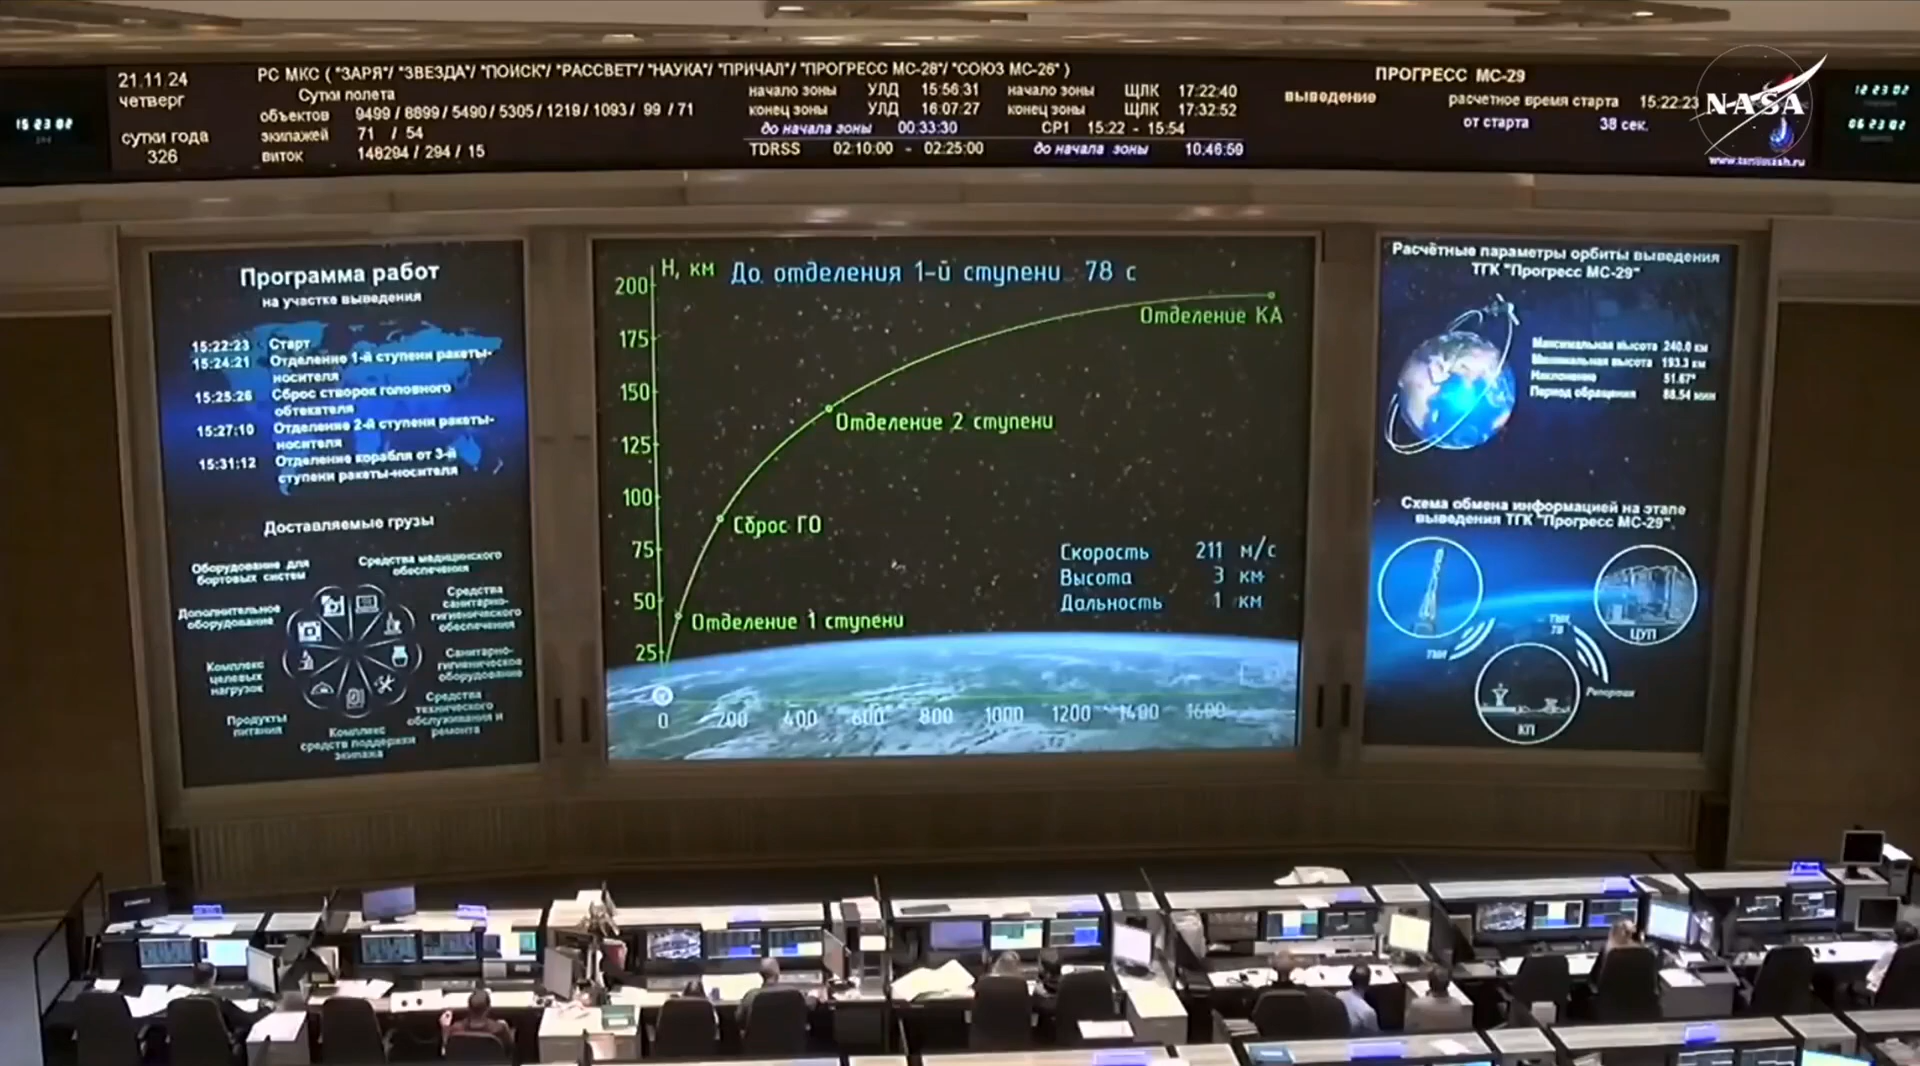 21.11.24
четверг
сутки года
326
РС МКС ( "ЗАРЯ"/ "ЗВЕЗДА"/ "ПОИСК"/ "РАССВЕТ"/ "НАУКА"/ "ПРИЧАЛ"/ "ПРОГРЕСС МС-28"/ "СОЮЗ МС-26" )
Сутки полета
объектов 9499 / 8899 / 5490 / 5305 / 1219 / 1093 / 99 / 71
экипажей 71 / 54
виток 148294 / 294 / 15
начало зоны УЛД 15:56:31 начало зоны ЩЛК 17:22:40
конец зоны УЛД 16:07:27 конец зоны ЩЛК 17:32:52
до начала зоны 00:33:30 СР1 15:22 - 15:54
TDRSS 02:10:00 - 02:25:00 до начала зоны 10:46:59
ПРОГРЕСС МС-29
выведение расчетное время старта 15:22:23
от старта 38 сек.
NASA
15 23 02
12 23 02
06 23 02
Программа работ
на участке выведения
15:22:23 Старт
15:24:21 Отделение 1-й ступени ракеты-
носителя
15:25:26 Сброс створок головного
обтекателя
15:27:10 Отделение 2-й ступени ракеты-
носителя
15:31:12 Отделение корабля от 3-й
ступени ракеты-носителя
Доставляемые грузы
Оборудование для
бортовых систем
Средства медицинского
обеспечения
Дополнительное
оборудование
Средства
санитарно-
гигиенического
обеспечения
Комплекс
целевых
нагрузок
Санитарно-
гигиеническое
оборудование
Продукты
питания
Комплекс
средств поддержки
экипажа
Средства
технического
обслуживания и
ремонта
H, км
До отделения 1-й ступени 78 с
200
175
150
125
100
75
50
25
Отделение КА
Отделение 2 ступени
Сброс ГО
Отделение 1 ступени
Скорость 211 м/с
Высота 3 км
Дальность 1 км
0 200 400 600 800 1000 1200 1400 1600
Расчётные параметры орбиты выведения
ТГК "Прогресс МС-29"
Максимальная высота 240.0 км
Минимальная высота 193.3 км
Наклонение 51.67°
Период обращения 88.54 мин
Схема обмена информацией на этапе
выведения ТГК "Прогресс МС-29"
ЦУП
ТМИ
Репортаж
КП